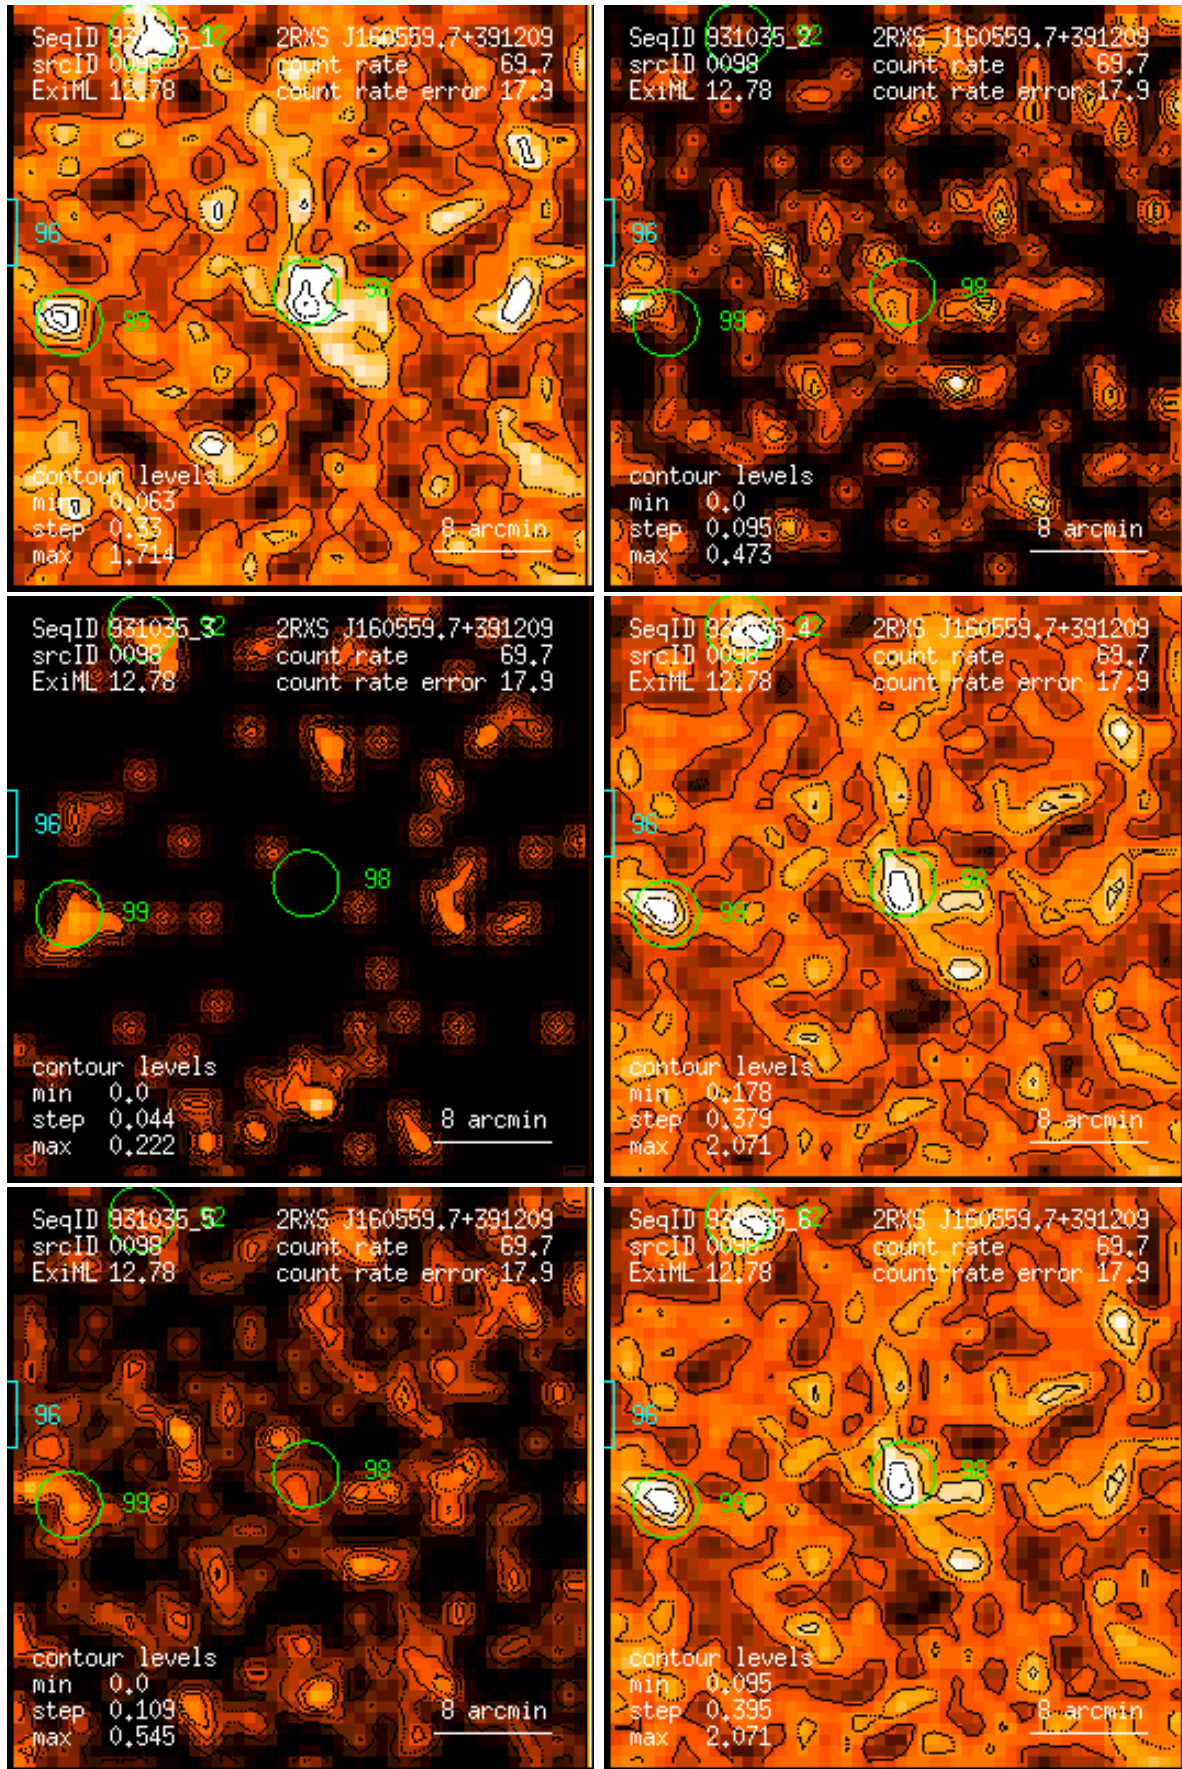 SeqID 931035_1 92 2RXS J160559.7+391209
srcID 0098 count rate 69.7
ExiML 12.78 count rate error 17.9
96
98
99
contour levels
min 0.063
step 0.33
max 1.714
8 arcmin
SeqID 931035_2 92 2RXS J160559.7+391209
srcID 0098 count rate 69.7
ExiML 12.78 count rate error 17.9
96
98
99
contour levels
min 0.0
step 0.095
max 0.473
8 arcmin
SeqID 931035_3 92 2RXS J160559.7+391209
srcID 0098 count rate 69.7
ExiML 12.78 count rate error 17.9
96
98
99
contour levels
min 0.0
step 0.044
max 0.222
8 arcmin
SeqID 931035_4 92 2RXS J160559.7+391209
srcID 0098 count rate 69.7
ExiML 12.78 count rate error 17.9
96
98
99
contour levels
min 0.178
step 0.379
max 2.071
8 arcmin
SeqID 931035_5 92 2RXS J160559.7+391209
srcID 0098 count rate 69.7
ExiML 12.78 count rate error 17.9
96
98
99
contour levels
min 0.0
step 0.109
max 0.545
8 arcmin
SeqID 931035_6 92 2RXS J160559.7+391209
srcID 0098 count rate 69.7
ExiML 12.78 count rate error 17.9
96
98
99
contour levels
min 0.095
step 0.395
max 2.071
8 arcmin